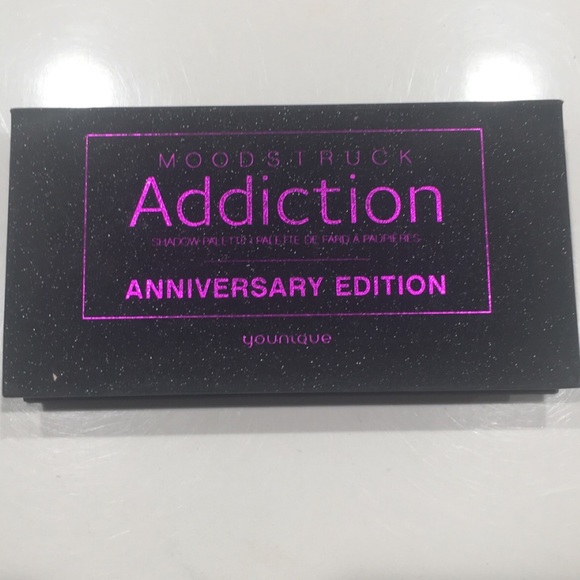 MOODSTRUCK
Addiction
SHADOW PALETTE • PALETTE DE FARD À PAUPIÈRES
ANNIVERSARY EDITION
younique